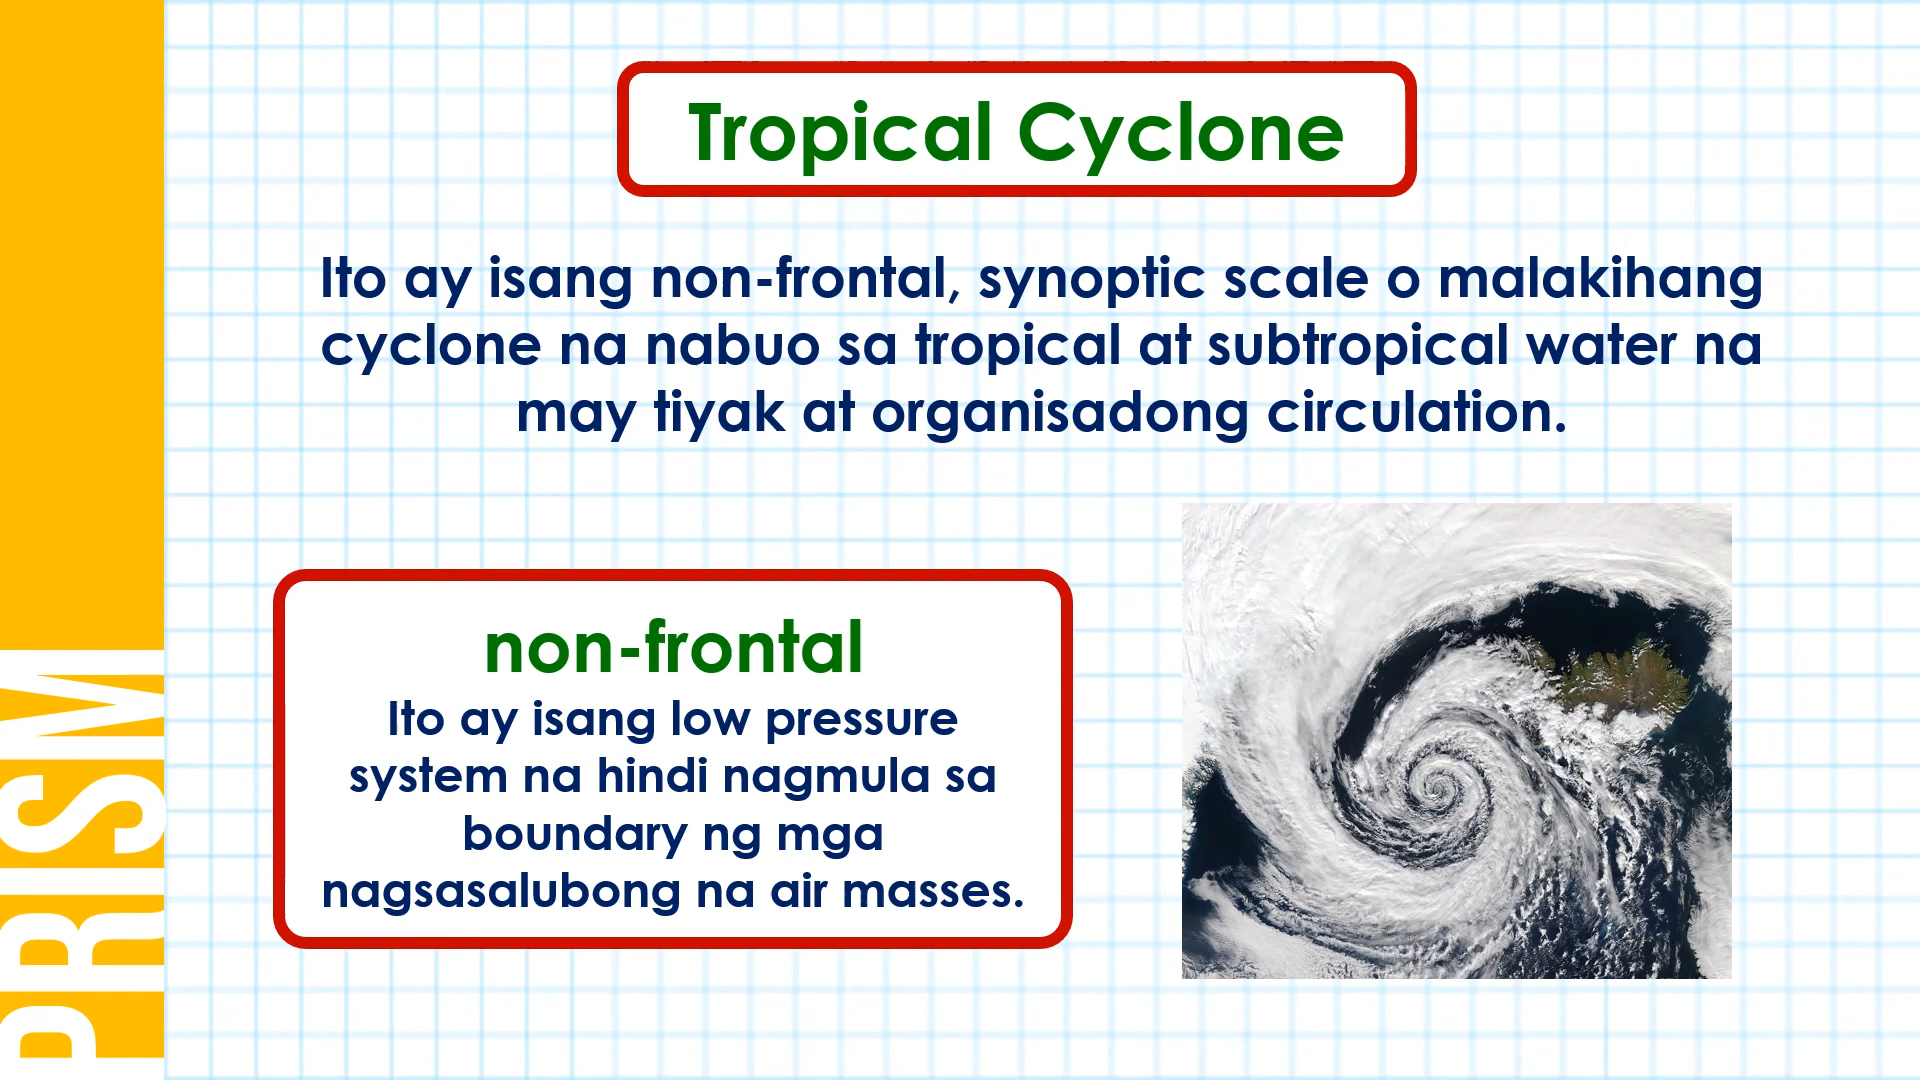 Tropical Cyclone
Ito ay isang non-frontal, synoptic scale o malakihang
cyclone na nabuo sa tropical at subtropical water na
may tiyak at organisadong circulation.
non-frontal
Ito ay isang low pressure
system na hindi nagmula sa
boundary ng mga
nagsasalubong na air masses.
PRISM